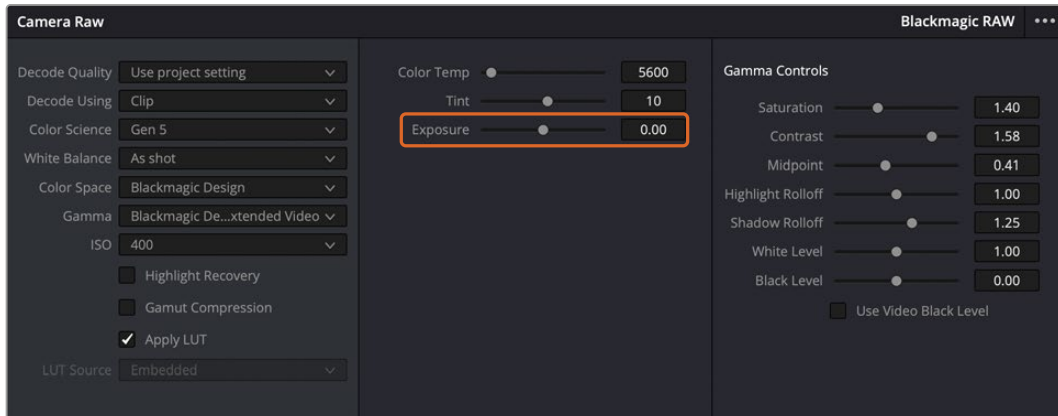 Camera Raw
Blackmagic RAW
Decode Quality Use project setting
Decode Using Clip
Color Science Gen 5
White Balance As shot
Color Space Blackmagic Design
Gamma Blackmagic De...xtended Video
ISO 400
Highlight Recovery
Gamut Compression
Apply LUT
LUT Source Embedded
Color Temp 5600
Tint 10
Exposure 0.00
Gamma Controls
Saturation 1.40
Contrast 1.58
Midpoint 0.41
Highlight Rolloff 1.00
Shadow Rolloff 1.25
White Level 1.00
Black Level 0.00
Use Video Black Level